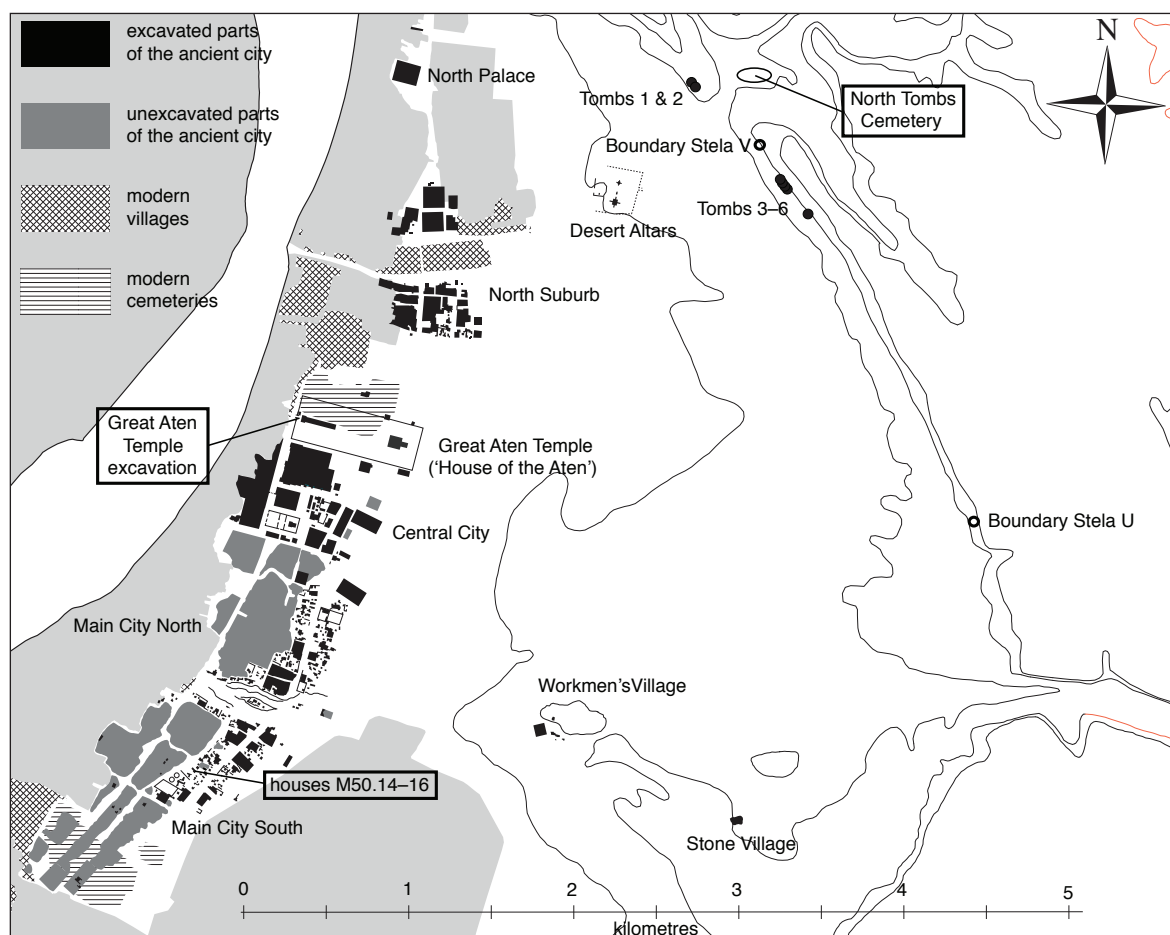 excavated parts
of the ancient city
unexcavated parts
of the ancient city
modern
villages
modern
cemeteries
North Palace
Tombs 1 & 2
North Tombs
Cemetery
N
Boundary Stela V
Tombs 3–6
Desert Altars
North Suburb
Great Aten
Temple
excavation
Great Aten Temple
(‘House of the Aten’)
Central City
Boundary Stela U
Main City North
Workmen'sVillage
houses M50.14–16
Main City South
Stone Village
0
1
2
3
4
5
kilometres